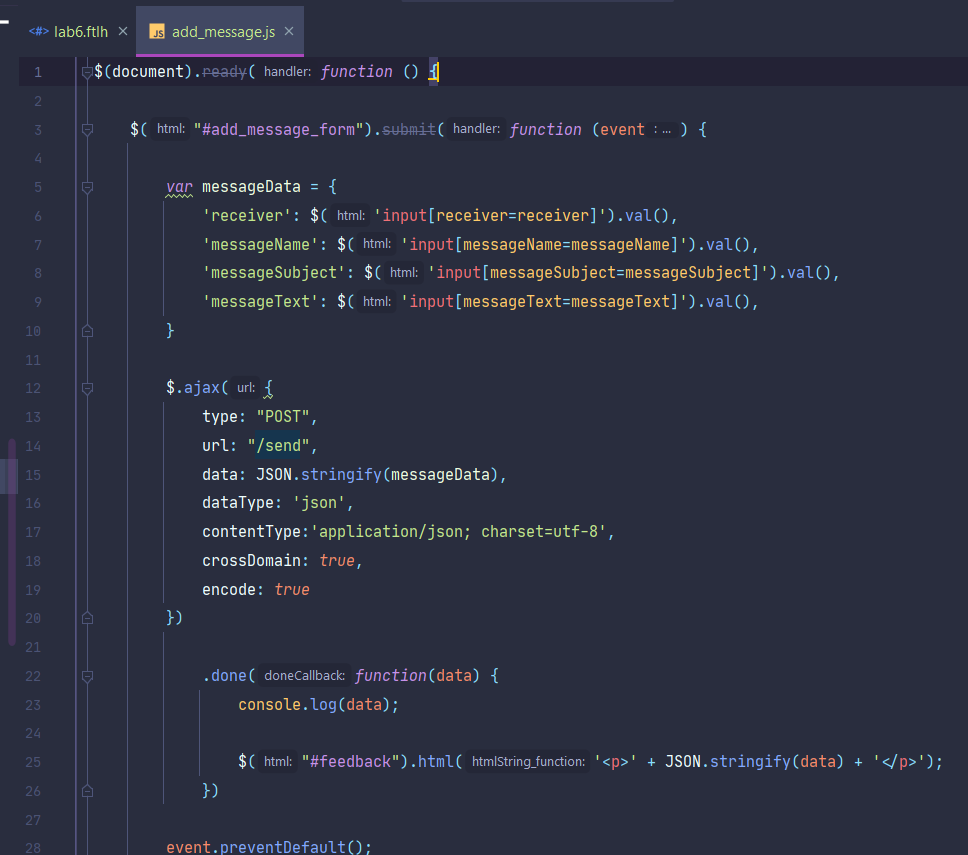 <#> lab6.ftlh × JS add_message.js ×
1 $(document).ready( handler: function () {
2
3 $( html: "#add_message_form").submit( handler: function (event : ... ) {
4
5 var messageData = {
6 'receiver': $( html: 'input[receiver=receiver]').val(),
7 'messageName': $( html: 'input[messageName=messageName]').val(),
8 'messageSubject': $( html: 'input[messageSubject=messageSubject]').val(),
9 'messageText': $( html: 'input[messageText=messageText]').val(),
10 }
11
12 $.ajax( url: {
13 type: "POST",
14 url: "/send",
15 data: JSON.stringify(messageData),
16 dataType: 'json',
17 contentType:'application/json; charset=utf-8',
18 crossDomain: true,
19 encode: true
20 })
21
22 .done( doneCallback: function(data) {
23 console.log(data);
24
25 $( html: "#feedback").html( htmlString_function: '<p>' + JSON.stringify(data) + '</p>');
26 })
27
28 event.preventDefault();